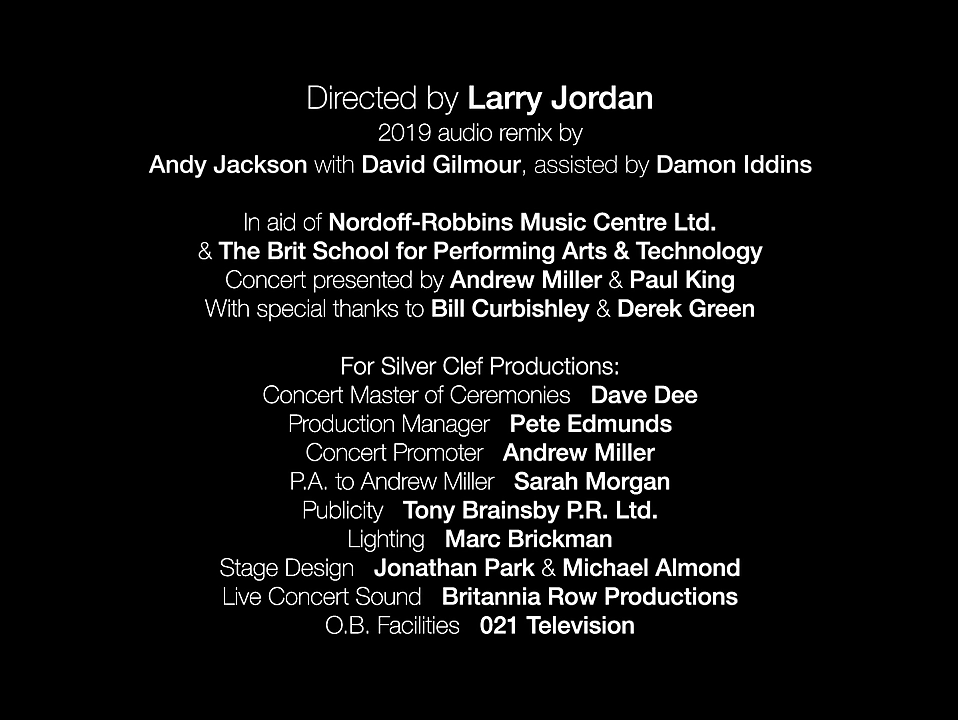 Directed by Larry Jordan
2019 audio remix by
Andy Jackson with David Gilmour, assisted by Damon Iddins
In aid of Nordoff-Robbins Music Centre Ltd.
& The Brit School for Performing Arts & Technology
Concert presented by Andrew Miller & Paul King
With special thanks to Bill Curbishley & Derek Green
For Silver Clef Productions:
Concert Master of Ceremonies Dave Dee
Production Manager Pete Edmunds
Concert Promoter Andrew Miller
P.A. to Andrew Miller Sarah Morgan
Publicity Tony Brainsby P.R. Ltd.
Lighting Marc Brickman
Stage Design Jonathan Park & Michael Almond
Live Concert Sound Britannia Row Productions
O.B. Facilities 021 Television